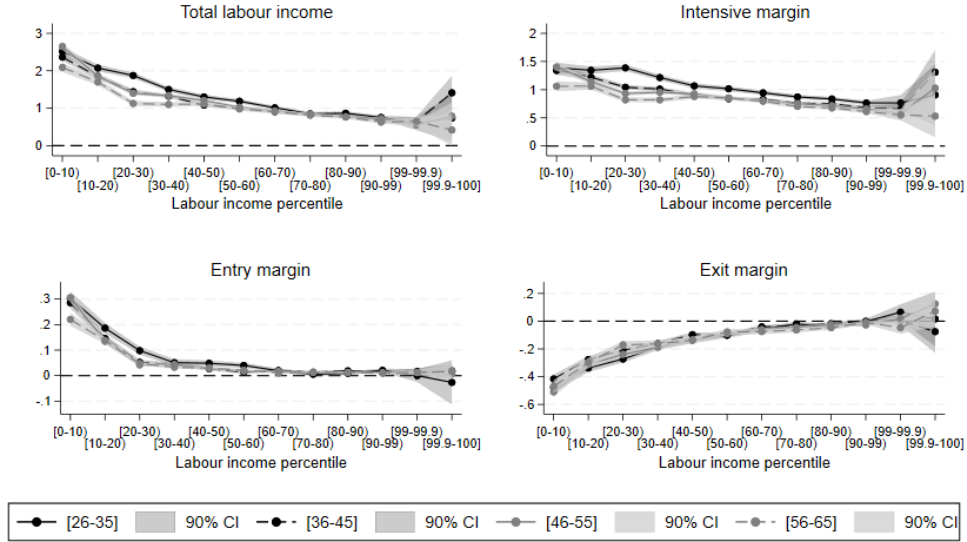 Total labour income
3
2
1
0
[0-10) [20-30) [40-50) [60-70) [80-90) [99-99.9)
[10-20) [30-40) [50-60) [70-80) [90-99) [99.9-100]
Labour income percentile
Intensive margin
2
1.5
1
.5
0
[0-10) [20-30) [40-50) [60-70) [80-90) [99-99.9)
[10-20) [30-40) [50-60) [70-80) [90-99) [99.9-100]
Labour income percentile
Entry margin
.3
.2
.1
0
-.1
[0-10) [20-30) [40-50) [60-70) [80-90) [99-99.9)
[10-20) [30-40) [50-60) [70-80) [90-99) [99.9-100]
Labour income percentile
Exit margin
.2
0
-.2
-.4
-.6
[0-10) [20-30) [40-50) [60-70) [80-90) [99-99.9)
[10-20) [30-40) [50-60) [70-80) [90-99) [99.9-100]
Labour income percentile
[26-35] 90% CI [36-45] 90% CI [46-55] 90% CI [56-65] 90% CI